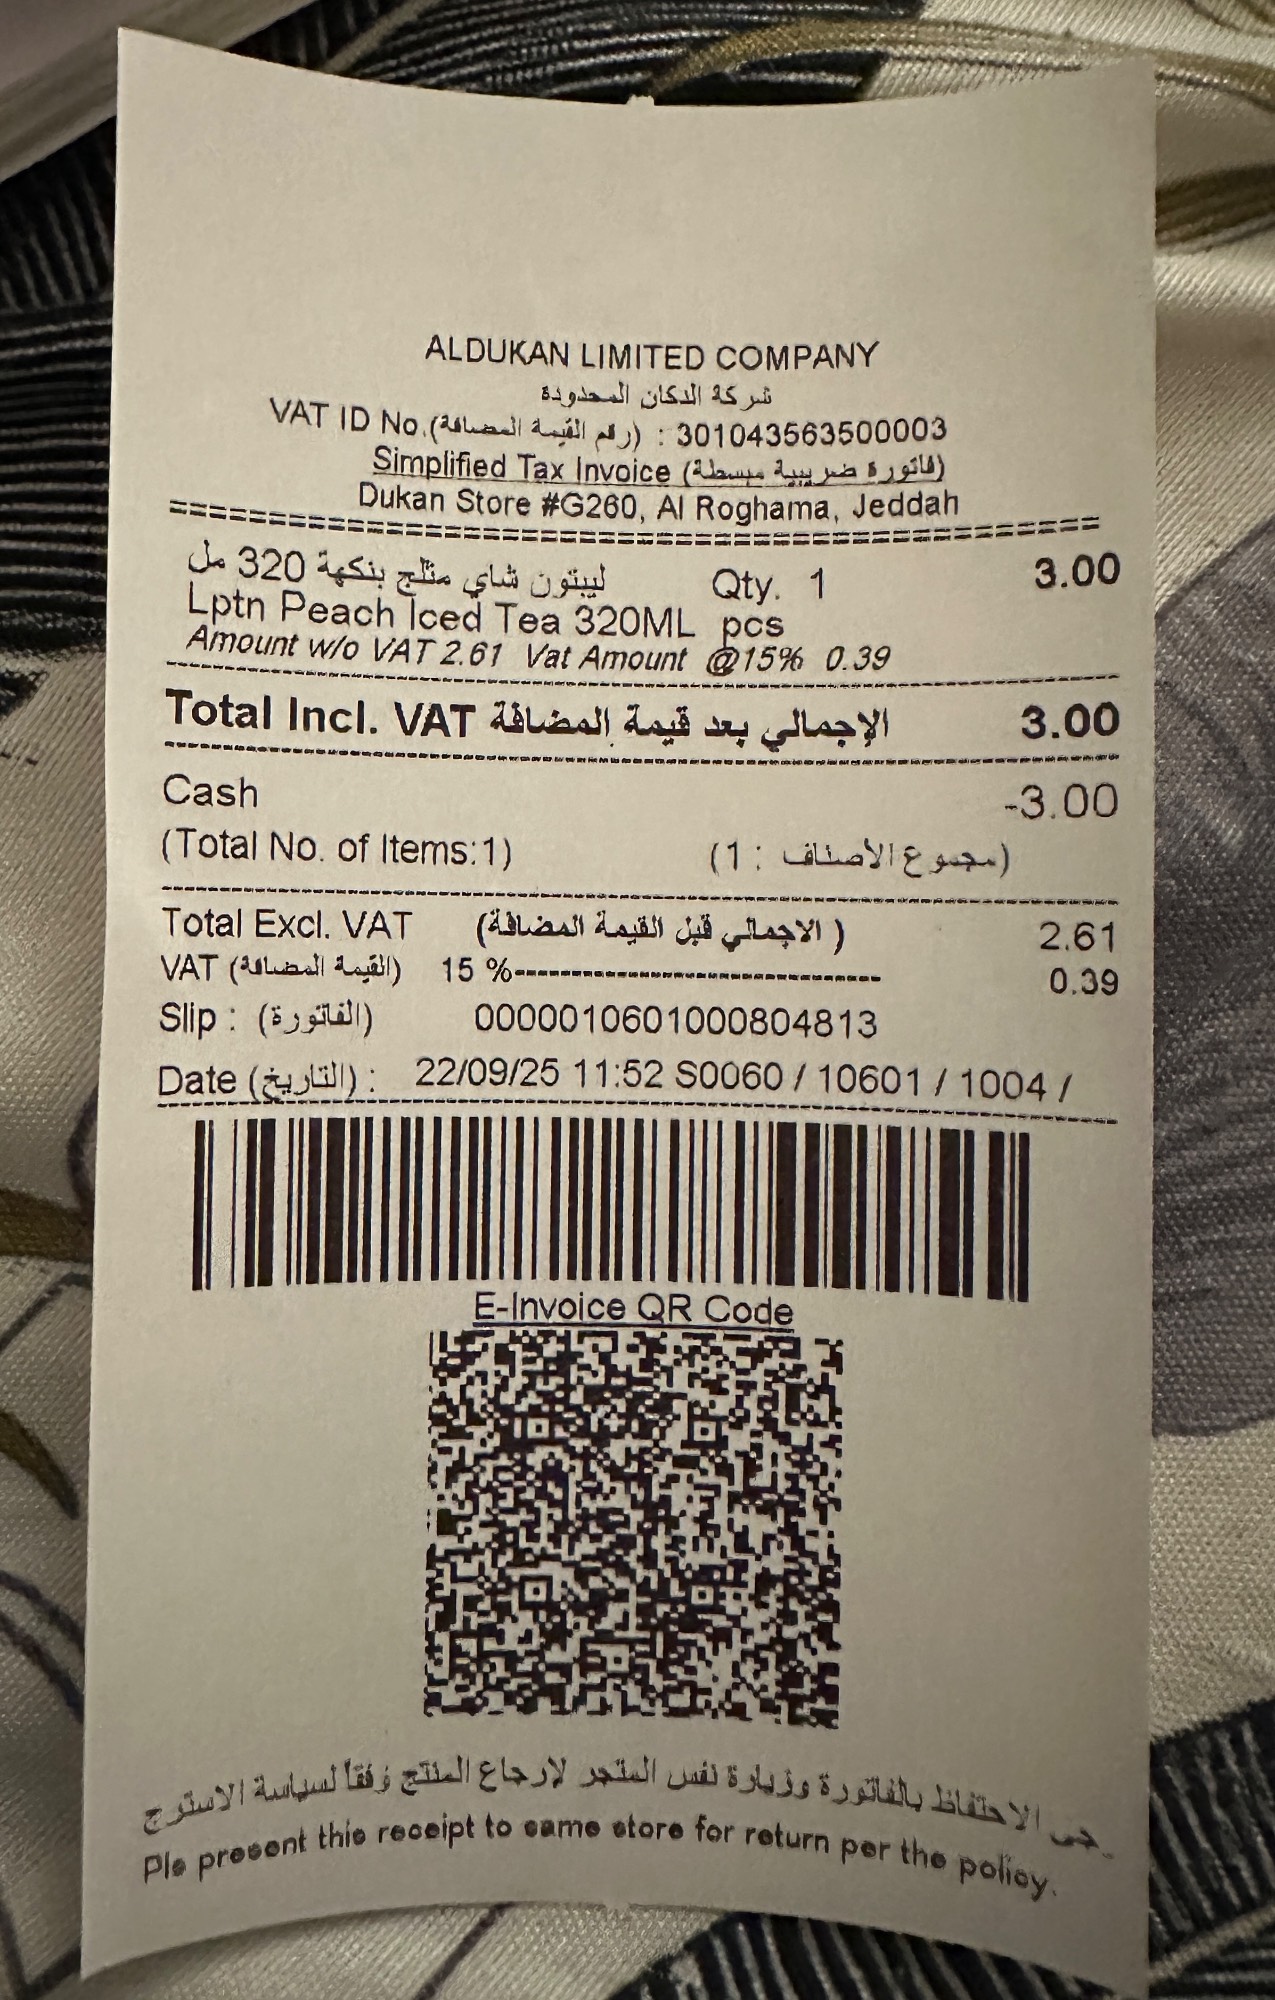 ALDUKAN LIMITED COMPANY
شركة الدكان المحدودة
VAT ID No.(رقم القيمة المضافة) : 301043563500003
Simplified Tax Invoice (فاتورة ضريبية مبسطة)
Dukan Store #G260, Al Roghama, Jeddah
ليبتون شاي مثلج بنكهة 320 مل Qty. 1 3.00
Lptn Peach Iced Tea 320ML pcs
Amount w/o VAT 2.61 Vat Amount @15% 0.39
Total Incl. VAT الإجمالي بعد قيمة المضافة 3.00
Cash -3.00
(Total No. of Items:1) (مجموع الأصناف : 1)
Total Excl. VAT (الاجمالي قبل القيمة المضافة ) 2.61
VAT (القيمة المضافة) 15 %------------------------------ 0.39
Slip : (الفاتورة) 0000010601000804813
Date (التاريخ) : 22/09/25 11:52 S0060 / 10601 / 1004 /
E-Invoice QR Code
جى الاحتفاظ بالفاتورة وزيارة نفس المتجر لارجاع المنتج وفقاً لسياسة الاسترج
Pls present this receipt to same store for return per the policy.